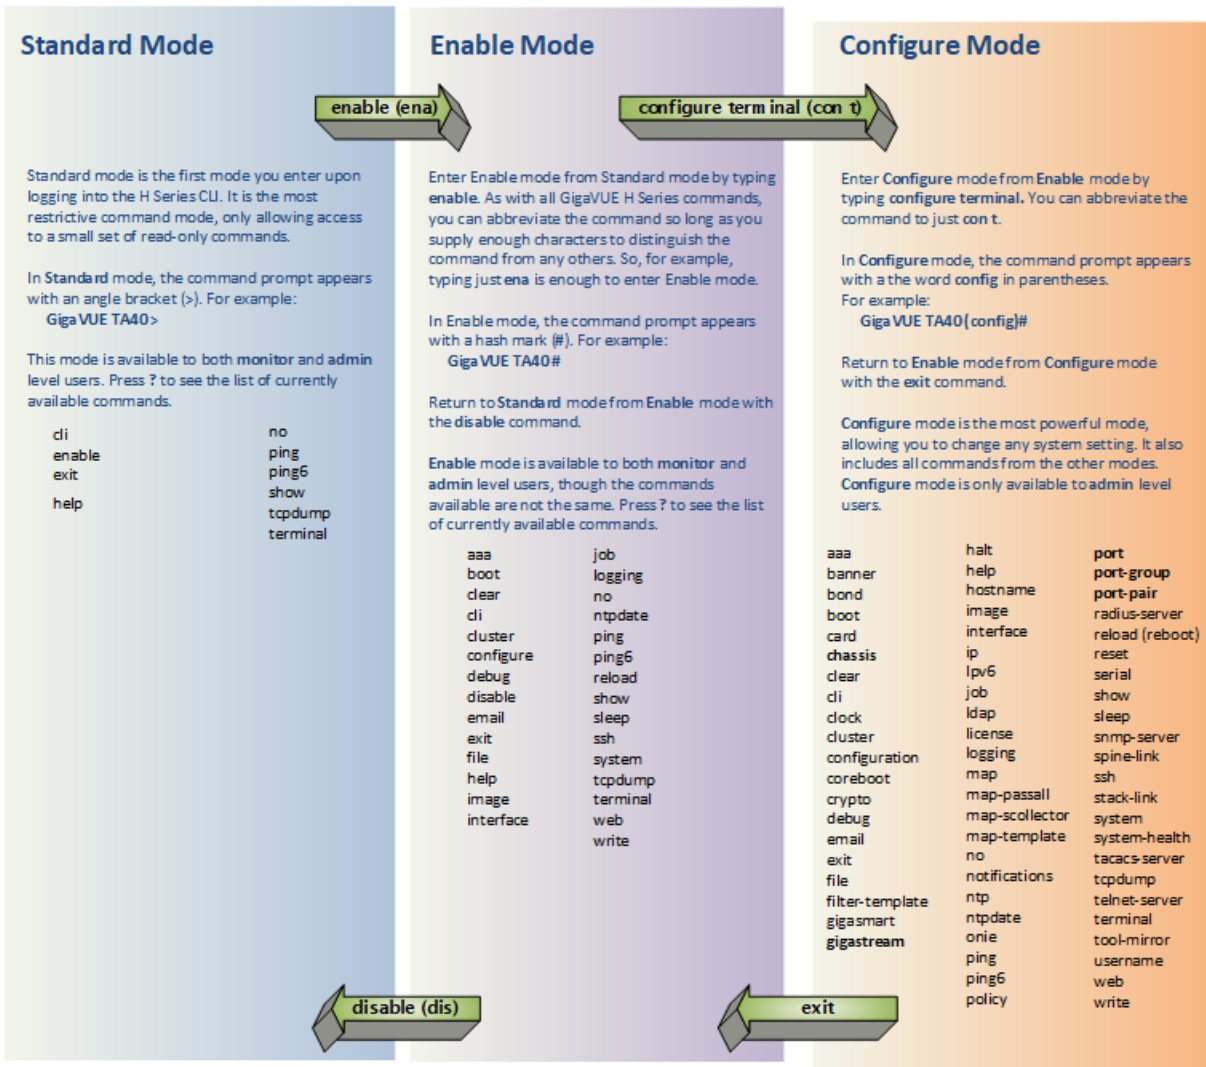 Standard Mode
enable (ena)
Standard mode is the first mode you enter upon
logging into the H Series CLI. It is the most
restrictive command mode, only allowing access
to a small set of read-only commands.
In Standard mode, the command prompt appears
with an angle bracket (>). For example:
GigaVUE TA40>
This mode is available to both monitor and admin
level users. Press ? to see the list of currently
available commands.
cli
enable
exit
help
no
ping
ping6
show
tcpdump
terminal
disable (dis)
Enable Mode
configure terminal (con t)
Enter Enable mode from Standard mode by typing
enable. As with all GigaVUE H Series commands,
you can abbreviate the command so long as you
supply enough characters to distinguish the
command from any others. So, for example,
typing just ena is enough to enter Enable mode.
In Enable mode, the command prompt appears
with a hash mark (#). For example:
GigaVUE TA40#
Return to Standard mode from Enable mode with
the disable command.
Enable mode is available to both monitor and
admin level users, though the commands
available are not the same. Press ? to see the list
of currently available commands.
aaa
boot
clear
cli
cluster
configure
debug
disable
email
exit
file
help
image
interface
job
logging
no
ntpdate
ping
ping6
reload
show
sleep
ssh
system
tcpdump
terminal
web
write
exit
Configure Mode
Enter Configure mode from Enable mode by
typing configure terminal. You can abbreviate the
command to just con t.
In Configure mode, the command prompt appears
with a the word config in parentheses.
For example:
GigaVUE TA40(config)#
Return to Enable mode from Configure mode
with the exit command.
Configure mode is the most powerful mode,
allowing you to change any system setting. It also
includes all commands from the other modes.
Configure mode is only available to admin level
users.
aaa
banner
bond
boot
card
chassis
clear
cli
clock
cluster
configuration
coreboot
crypto
debug
email
exit
file
filter-template
gigasmart
gigastream
halt
help
hostname
image
interface
ip
Ipv6
job
ldap
license
logging
map
map-passall
map-scollector
map-template
no
notifications
ntp
ntpdate
onie
ping
ping6
policy
port
port-group
port-pair
radius-server
reload (reboot)
reset
serial
show
sleep
snmp-server
spine-link
ssh
stack-link
system
system-health
tacacs-server
tcpdump
telnet-server
terminal
tool-mirror
username
web
write